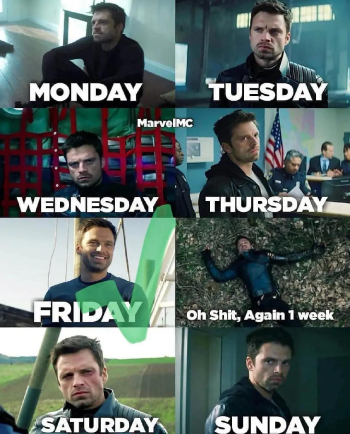 MONDAY
TUESDAY
MarvelMC
WEDNESDAY
THURSDAY
FRIDAY
Oh Shit, Again 1 week
SATURDAY
SUNDAY